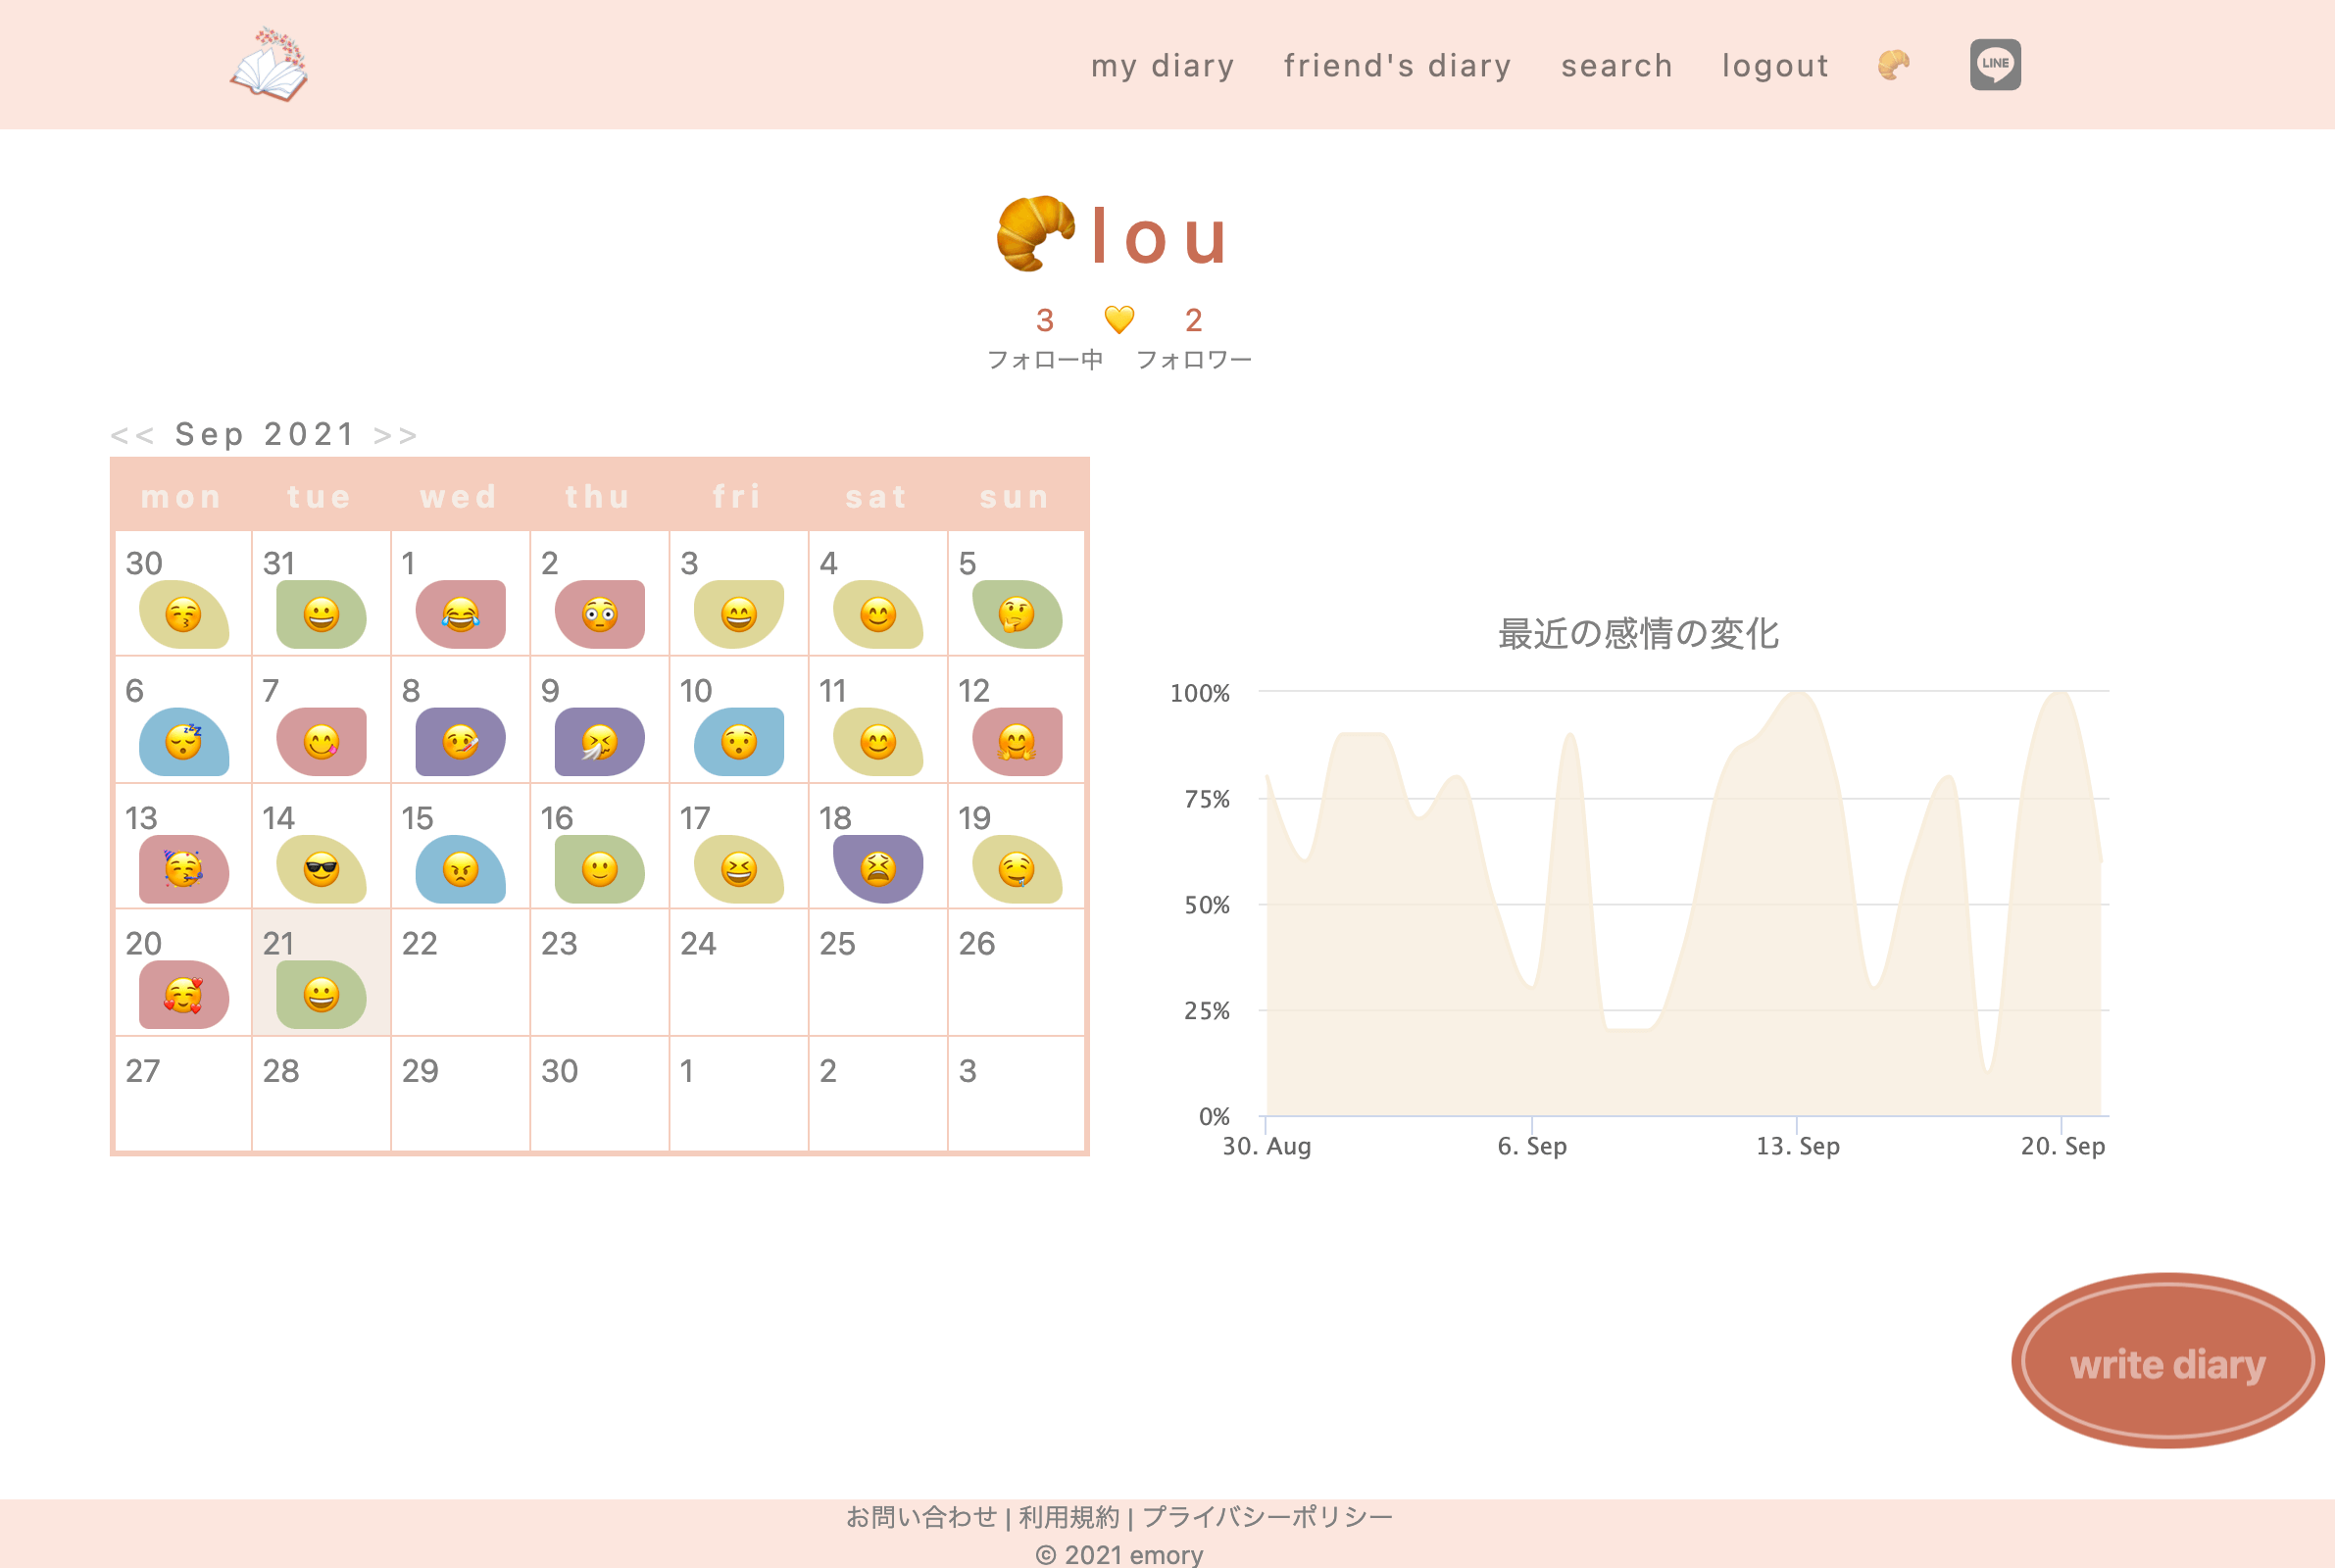 my diary friend's diary search logout LINE
lou
3 2
フォロー中 フォロワー
<< Sep 2021 >>
mon tue wed thu fri sat sun
30 31 1 2 3 4 5
6 7 8 9 10 11 12
13 14 15 16 17 18 19
20 21 22 23 24 25 26
27 28 29 30 1 2 3
最近の感情の変化
100%
75%
50%
25%
0%
30. Aug 6. Sep 13. Sep 20. Sep
write diary
お問い合わせ | 利用規約 | プライバシーポリシー
© 2021 emory